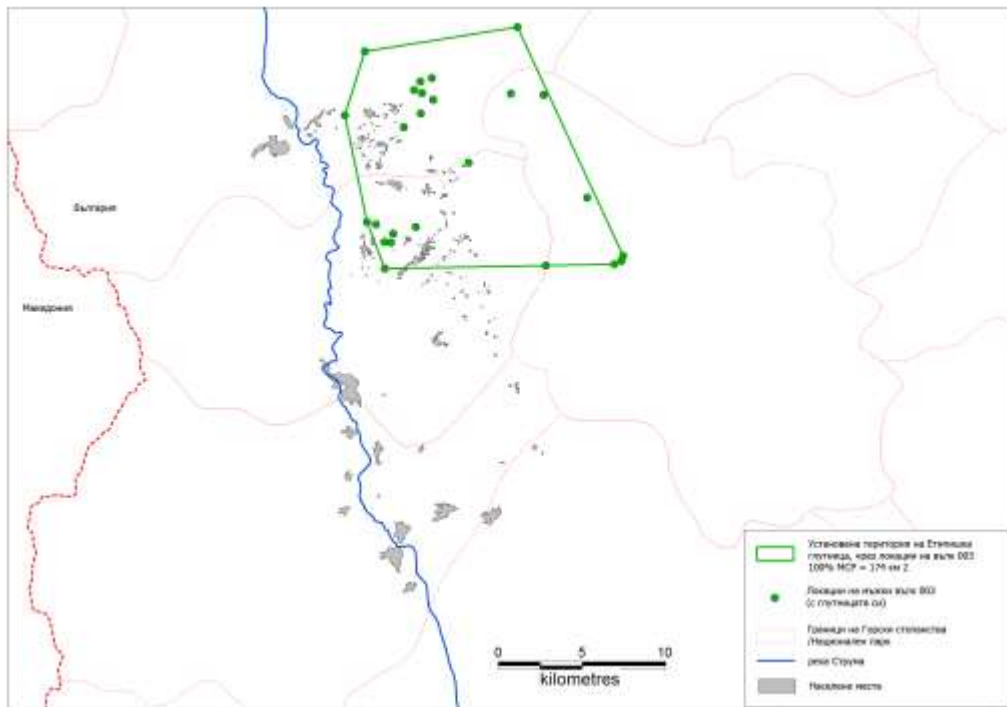 България
Македония
Установена територия на Етепишка
глутница, чрез локации на вълк 003
100% MCP = 174 км 2
Локации на мъжки вълк 003
(с глутницата си)
Граници на Горски стопанства
/Национален парк
река Струма
Населени места
0 5 10
kilometres